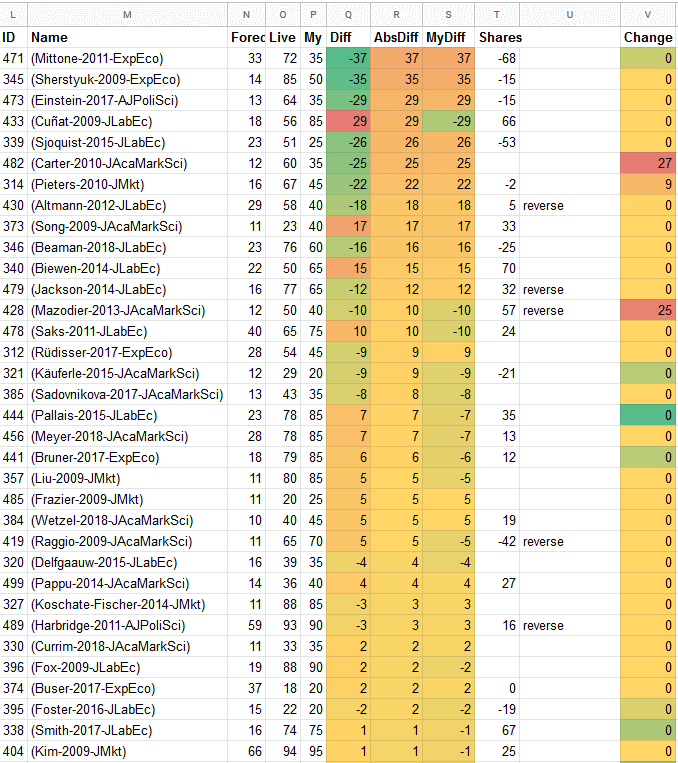 L M N O P Q R S T U V
ID Name Forec Live My Diff AbsDiff MyDiff Shares Change
471 (Mittone-2011-ExpEco) 33 72 35 -37 37 37 -68 0
345 (Sherstyuk-2009-ExpEco) 14 85 50 -35 35 35 -15 0
473 (Einstein-2017-AJPoliSci) 13 64 35 -29 29 29 -15 0
433 (Cuñat-2009-JLabEc) 18 56 85 29 29 -29 66 0
339 (Sjoquist-2015-JLabEc) 23 51 25 -26 26 26 -53 0
482 (Carter-2010-JAcaMarkSci) 12 60 35 -25 25 25 27
314 (Pieters-2010-JMkt) 16 67 45 -22 22 22 -2 9
430 (Altmann-2012-JLabEc) 29 58 40 -18 18 18 5 reverse 0
373 (Song-2009-JAcaMarkSci) 11 23 40 17 17 17 33 0
346 (Beaman-2018-JLabEc) 23 76 60 -16 16 16 -25 0
340 (Biewen-2014-JLabEc) 22 50 65 15 15 15 70 0
479 (Jackson-2014-JLabEc) 16 77 65 -12 12 12 32 reverse 0
428 (Mazodier-2013-JAcaMarkSci) 12 50 40 -10 10 -10 57 reverse 25
478 (Saks-2011-JLabEc) 40 65 75 10 10 -10 24 0
312 (Rüdisser-2017-ExpEco) 28 54 45 -9 9 9 0
321 (Käuferle-2015-JAcaMarkSci) 12 29 20 -9 9 -9 -21 0
385 (Sadovnikova-2017-JAcaMarkSci) 13 43 35 -8 8 -8 0
444 (Pallais-2015-JLabEc) 23 78 85 7 7 -7 35 0
456 (Meyer-2018-JAcaMarkSci) 28 78 85 7 7 -7 13 0
441 (Bruner-2017-ExpEco) 18 79 85 6 6 -6 12 0
357 (Liu-2009-JMkt) 11 80 85 5 5 -5 0
485 (Frazier-2009-JMkt) 11 20 25 5 5 5 0
384 (Wetzel-2018-JAcaMarkSci) 10 40 45 5 5 5 19 0
419 (Raggio-2009-JAcaMarkSci) 11 65 70 5 5 -5 -42 reverse 0
320 (Delfgaauw-2015-JLabEc) 16 39 35 -4 4 -4 0
499 (Pappu-2014-JAcaMarkSci) 14 36 40 4 4 4 27 0
327 (Koschate-Fischer-2014-JMkt) 11 88 85 -3 3 3 0
489 (Harbridge-2011-AJPoliSci) 59 93 90 -3 3 3 16 reverse 0
330 (Currim-2018-JAcaMarkSci) 11 33 35 2 2 2 0
396 (Fox-2009-JLabEc) 19 88 90 2 2 -2 0
374 (Buser-2017-ExpEco) 37 18 20 2 2 2 0 0
395 (Foster-2016-JLabEc) 15 22 20 -2 2 -2 -19 0
338 (Smith-2017-JLabEc) 16 74 75 1 1 -1 67 0
404 (Kim-2009-JMkt) 66 94 95 1 1 -1 25 0